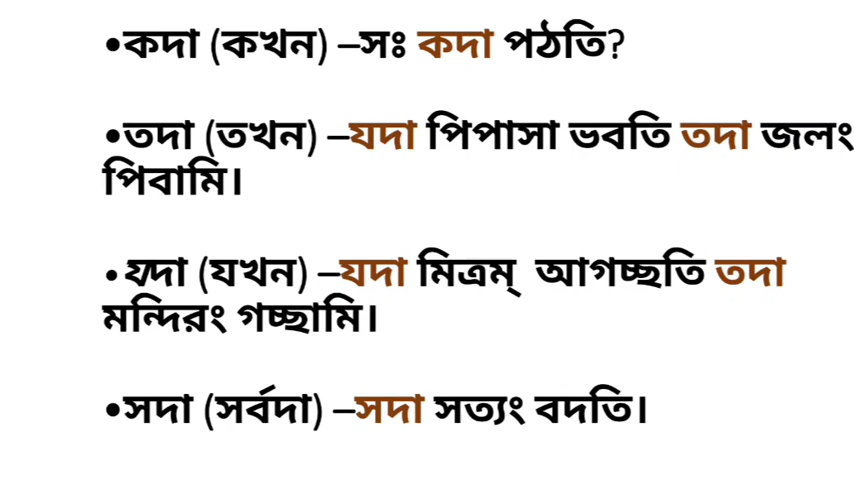 •কদা (কখন) –সঃ কদা পঠতি?
•তদা (তখন) –যদা পিপাসা ভবতি তদা জলং
পিবামি।
•যদা (যখন) –যদা মিত্রম্ আগচ্ছতি তদা
মন্দিরং গচ্ছামি।
•সদা (সর্বদা) –সদা সত্যং বদতি।